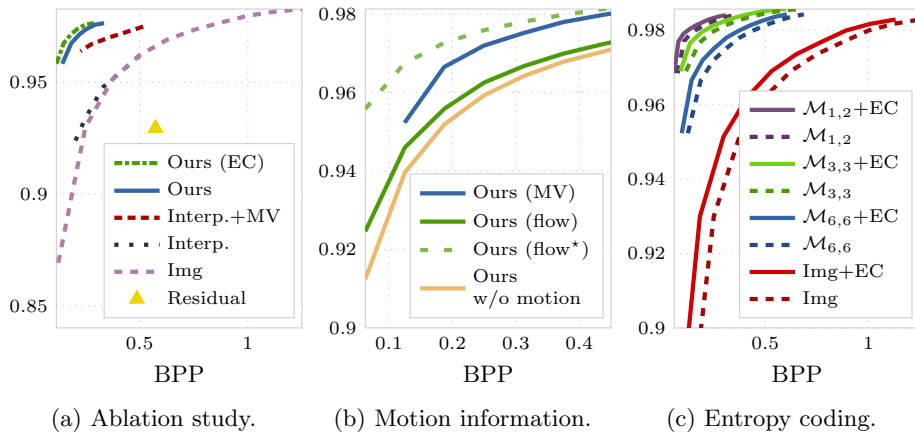 0.95
0.9
0.85
0.5
1
BPP
Ours (EC)
Ours
Interp.+MV
Interp.
Img
Residual
(a) Ablation study.
0.98
0.96
0.94
0.92
0.9
0.1
0.2
0.3
0.4
BPP
Ours (MV)
Ours (flow)
Ours (flow⋆)
Ours
w/o motion
(b) Motion information.
0.98
0.96
0.94
0.92
0.9
0.5
1
BPP
ℳ1,2+EC
ℳ1,2
ℳ3,3+EC
ℳ3,3
ℳ6,6+EC
ℳ6,6
Img+EC
Img
(c) Entropy coding.